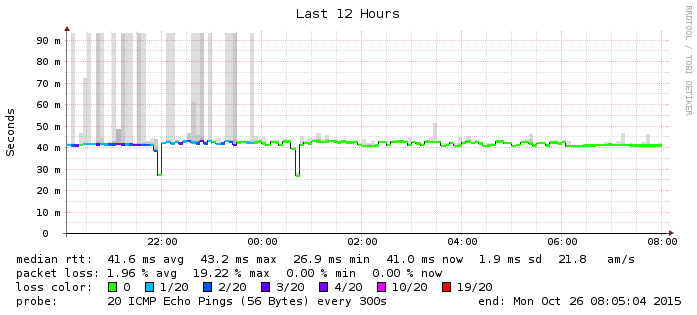 Last 12 Hours
RRDTOOL / TOBI OETIKER
Seconds
90 m
80 m
70 m
60 m
50 m
40 m
30 m
20 m
10 m
0
22:00 00:00 02:00 04:00 06:00 08:00
median rtt: 41.6 ms avg 43.2 ms max 26.9 ms min 41.0 ms now 1.9 ms sd 21.8 am/s
packet loss: 1.96 % avg 19.22 % max 0.00 % min 0.00 % now
loss color: 0 1/20 2/20 3/20 4/20 10/20 19/20
probe: 20 ICMP Echo Pings (56 Bytes) every 300s end: Mon Oct 26 08:05:04 2015